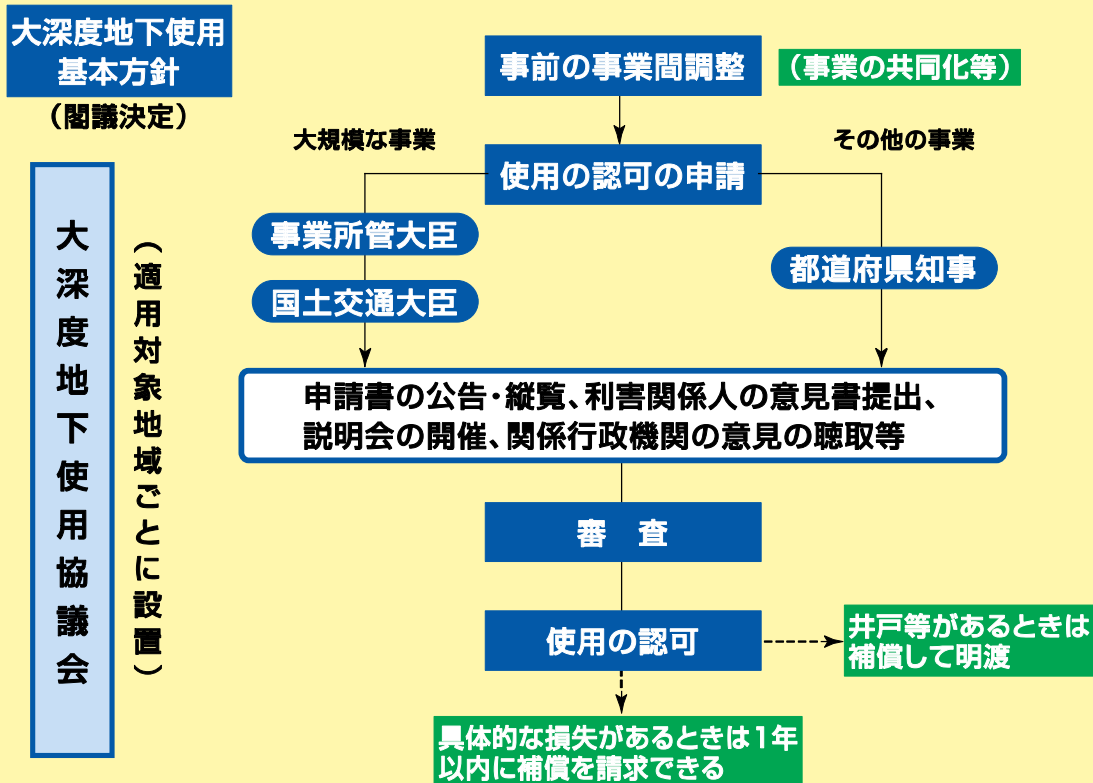 大深度地下使用
基本方針
（閣議決定）
大深度地下使用協議会
（適用対象地域ごとに設置）
事前の事業間調整
（事業の共同化等）
大規模な事業
その他の事業
使用の認可の申請
事業所管大臣
国土交通大臣
都道府県知事
申請書の公告・縦覧、利害関係人の意見書提出、
説明会の開催、関係行政機関の意見の聴取等
審　査
使用の認可
井戸等があるときは
補償して明渡
具体的な損失があるときは1年
以内に補償を請求できる